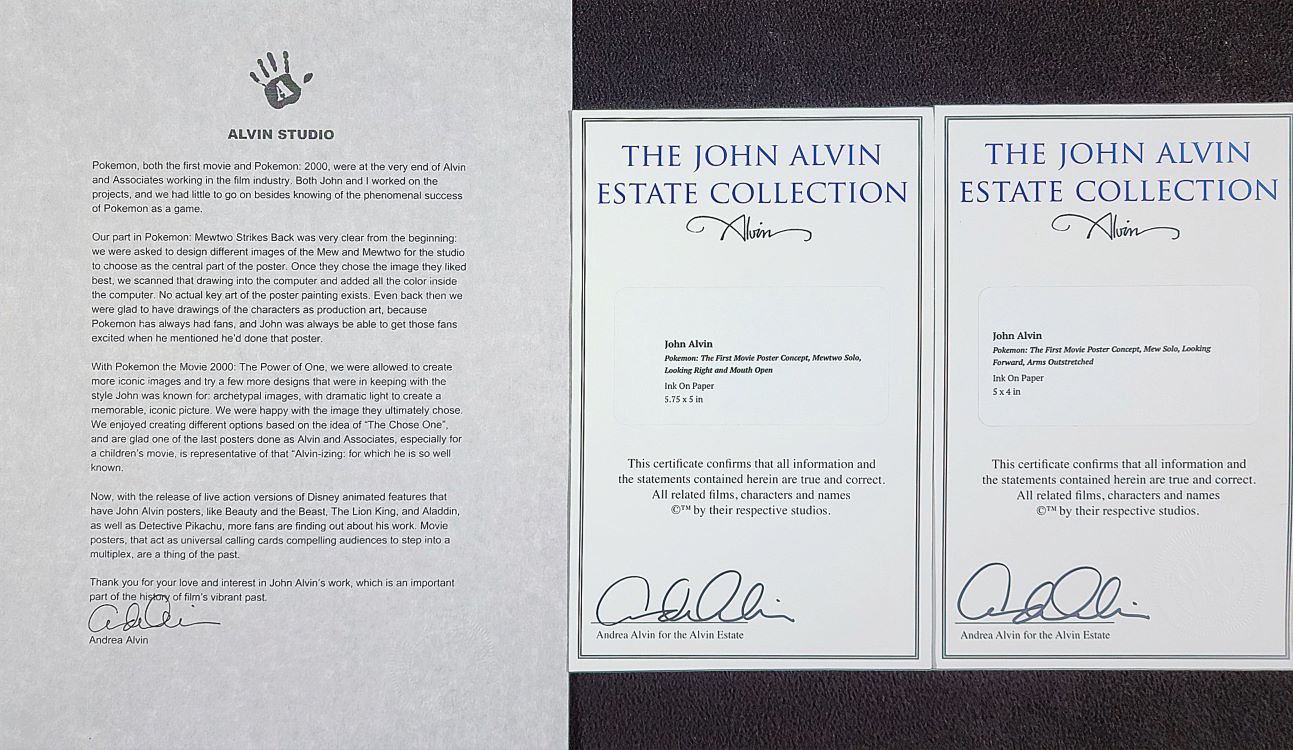 A
ALVIN STUDIO
Pokemon, both the first movie and Pokemon: 2000, were at the very end of Alvin
and Associates working in the film industry. Both John and I worked on the
projects, and we had little to go on besides knowing of the phenomenal success
of Pokemon as a game.
Our part in Pokemon: Mewtwo Strikes Back was very clear from the beginning:
we were asked to design different images of the Mew and Mewtwo for the studio
to choose as the central part of the poster. Once they chose the image they liked
best, we scanned that drawing into the computer and added all the color inside
the computer. No actual key art of the poster painting exists. Even back then we
were glad to have drawings of the characters as production art, because
Pokemon has always had fans, and John was always be able to get those fans
excited when he mentioned he'd done that poster.
With Pokemon the Movie 2000: The Power of One, we were allowed to create
more iconic images and try a few more designs that were in keeping with the
style John was known for: archetypal images, with dramatic light to create a
memorable, iconic picture. We were happy with the image they ultimately chose.
We enjoyed creating different options based on the idea of "The Chose One",
and are glad one of the last posters done as Alvin and Associates, especially for
a children's movie, is representative of that "Alvin-izing: for which he is so well
known.
Now, with the release of live action versions of Disney animated features that
have John Alvin posters, like Beauty and the Beast, The Lion King, and Aladdin,
as well as Detective Pikachu, more fans are finding out about his work. Movie
posters, that act as universal calling cards compelling audiences to step into a
multiplex, are a thing of the past.
Thank you for your love and interest in John Alvin's work, which is an important
part of the history of film's vibrant past.
Andrea Alvin
THE JOHN ALVIN
ESTATE COLLECTION
Alvin
John Alvin
Pokemon: The First Movie Poster Concept, Mewtwo Solo,
Looking Right and Mouth Open
Ink On Paper
5.75 x 5 in
This certificate confirms that all information and
the statements contained herein are true and correct.
All related films, characters and names
©™ by their respective studios.
Andrea Alvin for the Alvin Estate
THE JOHN ALVIN
ESTATE COLLECTION
Alvin
John Alvin
Pokemon: The First Movie Poster Concept, Mew Solo, Looking
Forward, Arms Outstretched
Ink On Paper
5 x 4 in
This certificate confirms that all information and
the statements contained herein are true and correct.
All related films, characters and names
©™ by their respective studios.
Andrea Alvin for the Alvin Estate